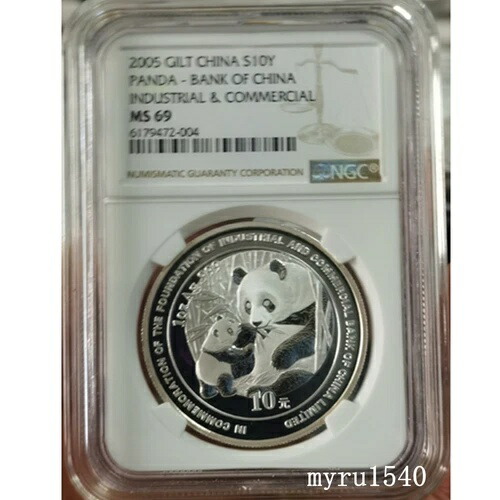 2005 GILT CHINA S10Y
PANDA - BANK OF CHINA
INDUSTRIAL & COMMERCIAL
MS 69
6179472-004
NUMISMATIC GUARANTY CORPORATION
NGC
IN COMMEMORATION OF THE FOUNDATION OF INDUSTRIAL AND COMMERCIAL BANK OF CHINA LIMITED
1oz Ag .999
10元
myru1540